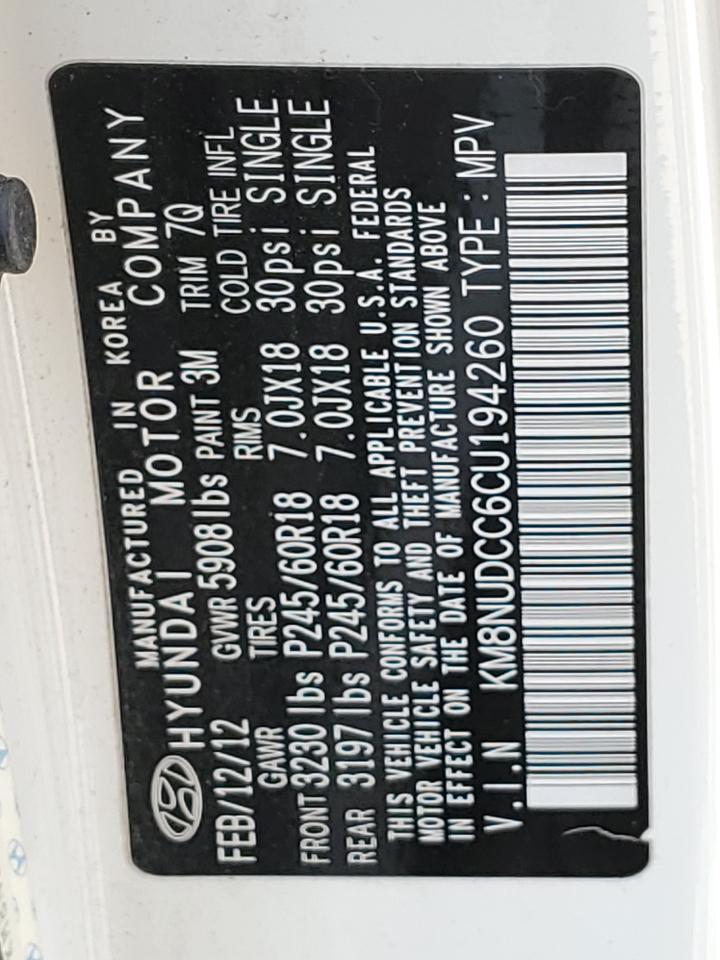 MANUFACTURED IN KOREA BY
HYUNDAI MOTOR COMPANY
FEB/12/12 GVWR 5908 lbs PAINT 3M TRIM 7Q
GAWR TIRES RIMS COLD TIRE INFL
FRONT 3230 lbs P245/60R18 7.0JX18 30psi SINGLE
REAR 3197 lbs P245/60R18 7.0JX18 30psi SINGLE
THIS VEHICLE CONFORMS TO ALL APPLICABLE U.S.A. FEDERAL
MOTOR VEHICLE SAFETY AND THEFT PREVENTION STANDARDS
IN EFFECT ON THE DATE OF MANUFACTURE SHOWN ABOVE
V.I.N KM8NUDCC6CU194260 TYPE : MPV